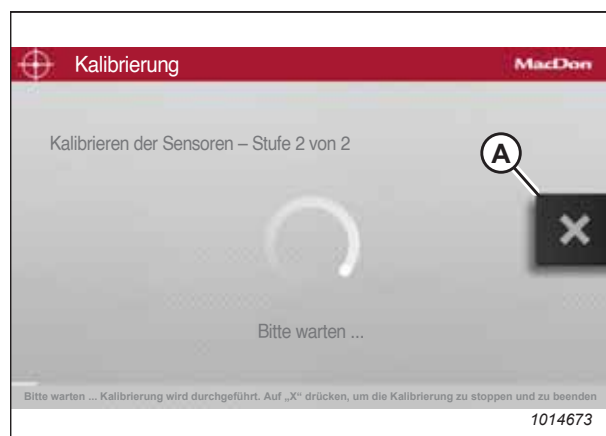 Kalibrierung MacDon
Kalibrieren der Sensoren – Stufe 2 von 2
A
Bitte warten ...
Bitte warten ... Kalibrierung wird durchgeführt. Auf „X“ drücken, um die Kalibrierung zu stoppen und zu beenden
1014673